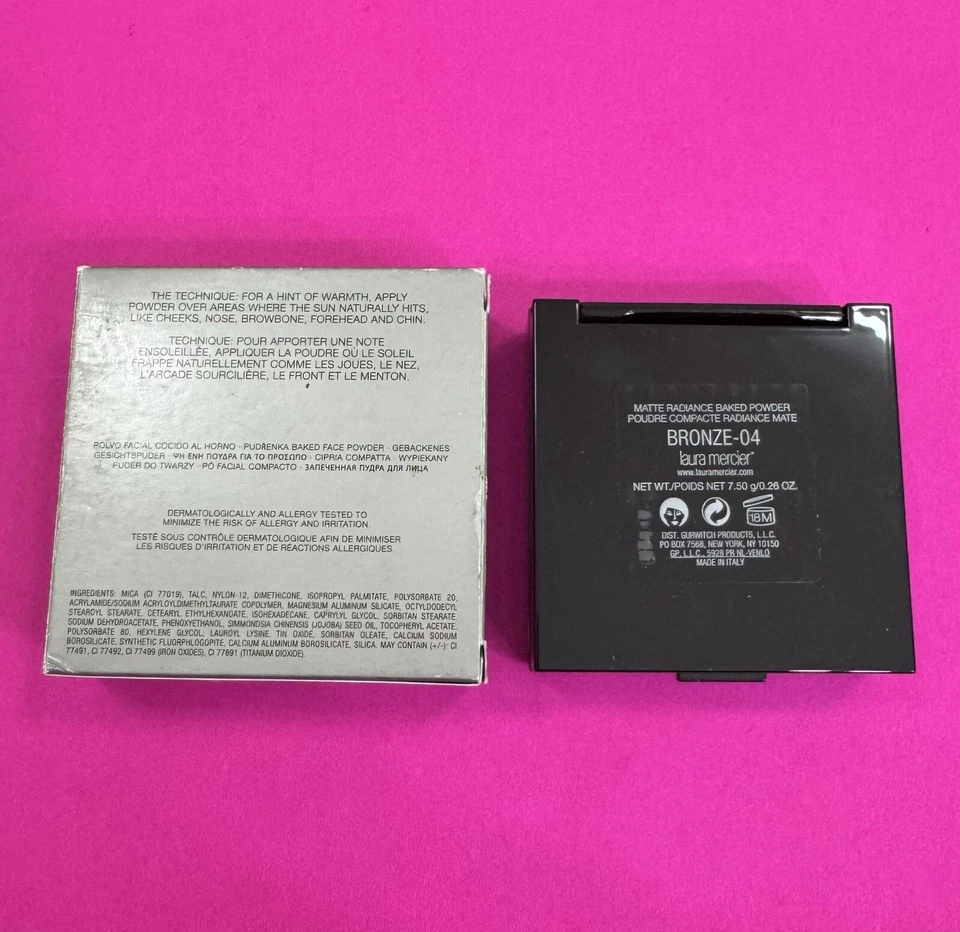 THE TECHNIQUE: FOR A HINT OF WARMTH, APPLY
POWDER OVER AREAS WHERE THE SUN NATURALLY HITS,
LIKE CHEEKS, NOSE, BROWBONE, FOREHEAD AND CHIN.
TECHNIQUE: POUR APPORTER UNE NOTE
ENSOLEILLÉE, APPLIQUER LA POUDRE OÙ LE SOLEIL
FRAPPE NATURELLEMENT COMME LES JOUES, LE NEZ,
L'ARCADE SOURCILIÈRE, LE FRONT ET LE MENTON.
POLVO FACIAL COCIDO AL HORNO · PUDŘENKA BAKED FACE POWDER · GEBACKENES
GESICHTSPUDER · ΨΗ ΕΝΗ ΠΟΥΔΡΑ ΓΙΑ ΤΟ ΠΡΟΣΩΠΟ · CIPRIA COMPATTA · WYPIEKANY
PUDER DO TWARZY · PÓ FACIAL COMPACTO · ЗАПЕЧЕННАЯ ПУДРА ДЛЯ ЛИЦА
DERMATOLOGICALLY AND ALLERGY TESTED TO
MINIMIZE THE RISK OF ALLERGY AND IRRITATION.
TESTÉ SOUS CONTRÔLE DERMATOLOGIQUE AFIN DE MINIMISER
LES RISQUES D'IRRITATION ET DE RÉACTIONS ALLERGIQUES.
INGREDIENTS: MICA (CI 77019), TALC, NYLON-12, DIMETHICONE, ISOPROPYL PALMITATE, POLYSORBATE 20,
ACRYLAMIDE/SODIUM ACRYLOYLDIMETHYLTAURATE COPOLYMER, MAGNESIUM ALUMINUM SILICATE, OCTYLDODECYL
STEAROYL STEARATE, CETEARYL ETHYLHEXANOATE, ISOHEXADECANE, CAPRYLYL GLYCOL, SORBITAN STEARATE,
SODIUM DEHYDROACETATE, PHENOXYETHANOL, SIMMONDSIA CHINENSIS (JOJOBA) SEED OIL, TOCOPHERYL ACETATE,
POLYSORBATE 80, HEXYLENE GLYCOL, LAUROYL LYSINE, TIN OXIDE, SORBITAN OLEATE, CALCIUM SODIUM
BOROSILICATE, SYNTHETIC FLUORPHLOGOPITE, CALCIUM ALUMINUM BOROSILICATE, SILICA. MAY CONTAIN (+/-): CI
77491, CI 77492, CI 77499 (IRON OXIDES), CI 77891 (TITANIUM DIOXIDE).
MATTE RADIANCE BAKED POWDER
POUDRE COMPACTE RADIANCE MATE
BRONZE-04
laura mercier®
www.lauramercier.com
NET WT./POIDS NET 7.50 g/0.26 OZ.
18M
DIST. GURWITCH PRODUCTS, L.L.C.
PO BOX 7568, NEW YORK, NY 10150
GP, L.L.C., 5928 PR NL-VENLO
MADE IN ITALY